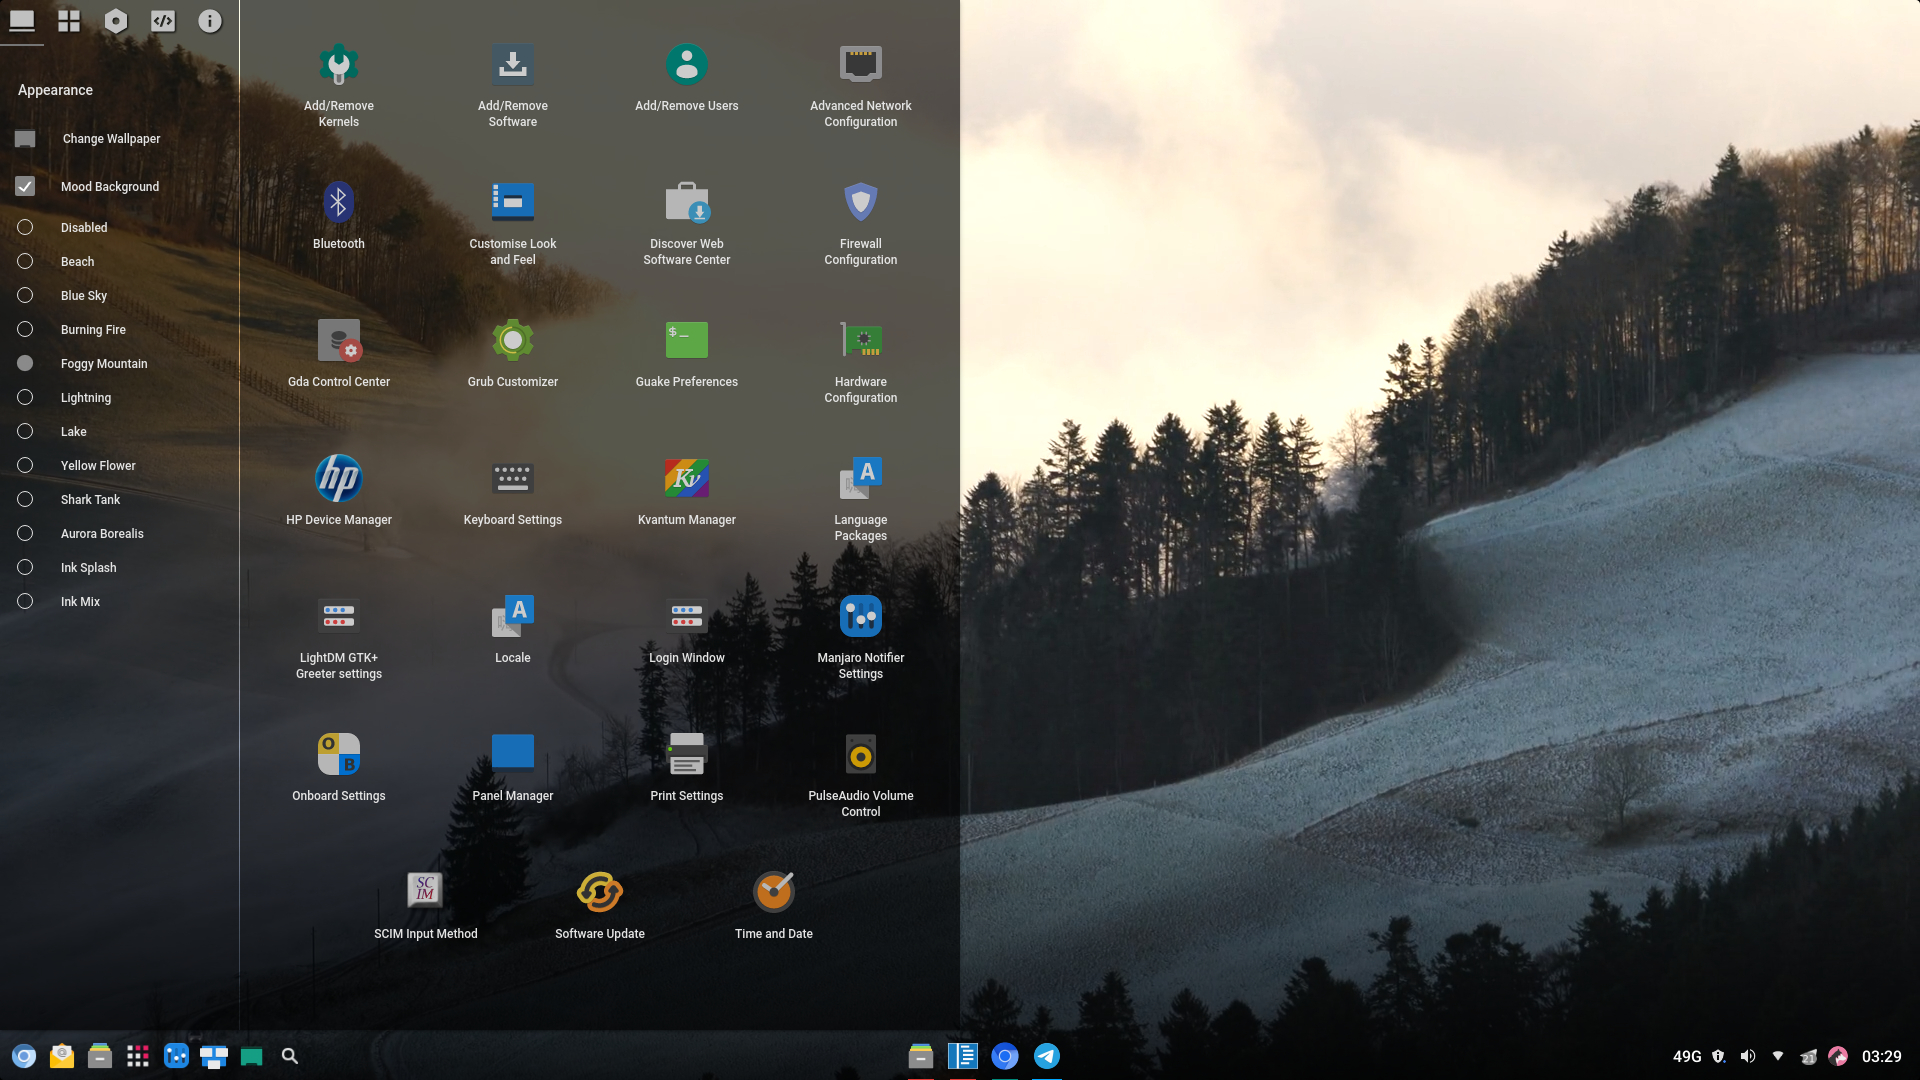 Appearance
Change Wallpaper
Mood Background
Disabled
Beach
Blue Sky
Burning Fire
Foggy Mountain
Lightning
Lake
Yellow Flower
Shark Tank
Aurora Borealis
Ink Splash
Ink Mix
Add/Remove
Kernels
Add/Remove
Software
Add/Remove Users
Advanced Network
Configuration
Bluetooth
Customise Look
and Feel
Discover Web
Software Center
Firewall
Configuration
$_
Gda Control Center
Grub Customizer
Guake Preferences
Hardware
Configuration
hp
Kv
A
HP Device Manager
Keyboard Settings
Kvantum Manager
Language
Packages
A
LightDM GTK+
Greeter settings
Locale
Login Window
Manjaro Notifier
Settings
O
B
Onboard Settings
Panel Manager
Print Settings
PulseAudio Volume
Control
SC
IM
SCIM Input Method
Software Update
Time and Date
49G
21
03:29